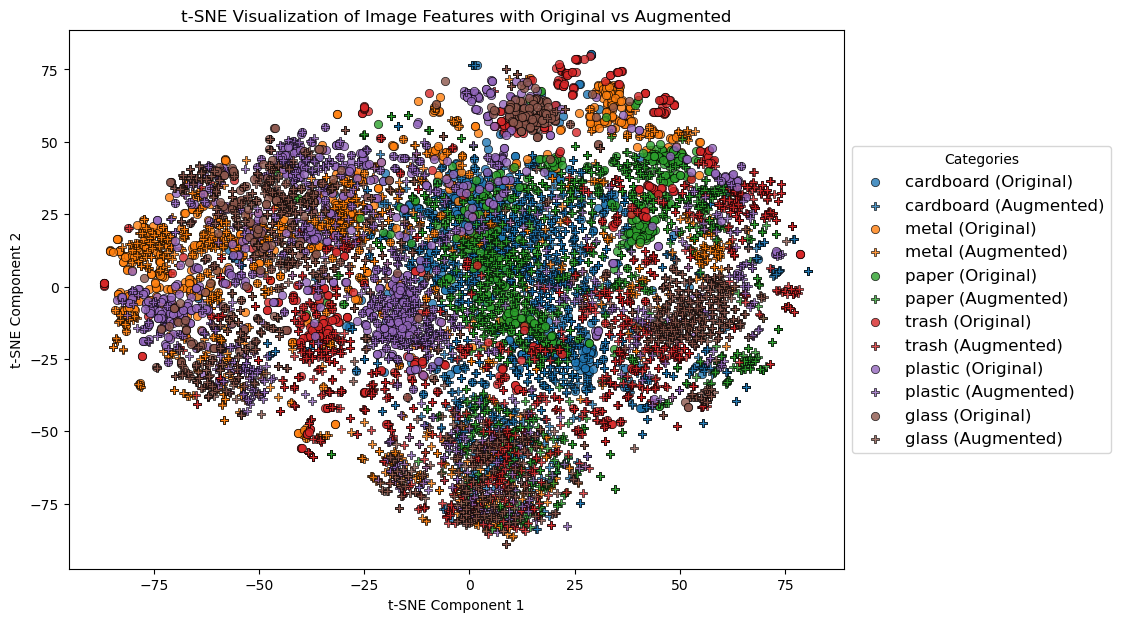 t-SNE Visualization of Image Features with Original vs Augmented
75
50
25
0
−25
−50
−75
t-SNE Component 2
−75
−50
−25
0
25
50
75
t-SNE Component 1
Categories
cardboard (Original)
cardboard (Augmented)
metal (Original)
metal (Augmented)
paper (Original)
paper (Augmented)
trash (Original)
trash (Augmented)
plastic (Original)
plastic (Augmented)
glass (Original)
glass (Augmented)